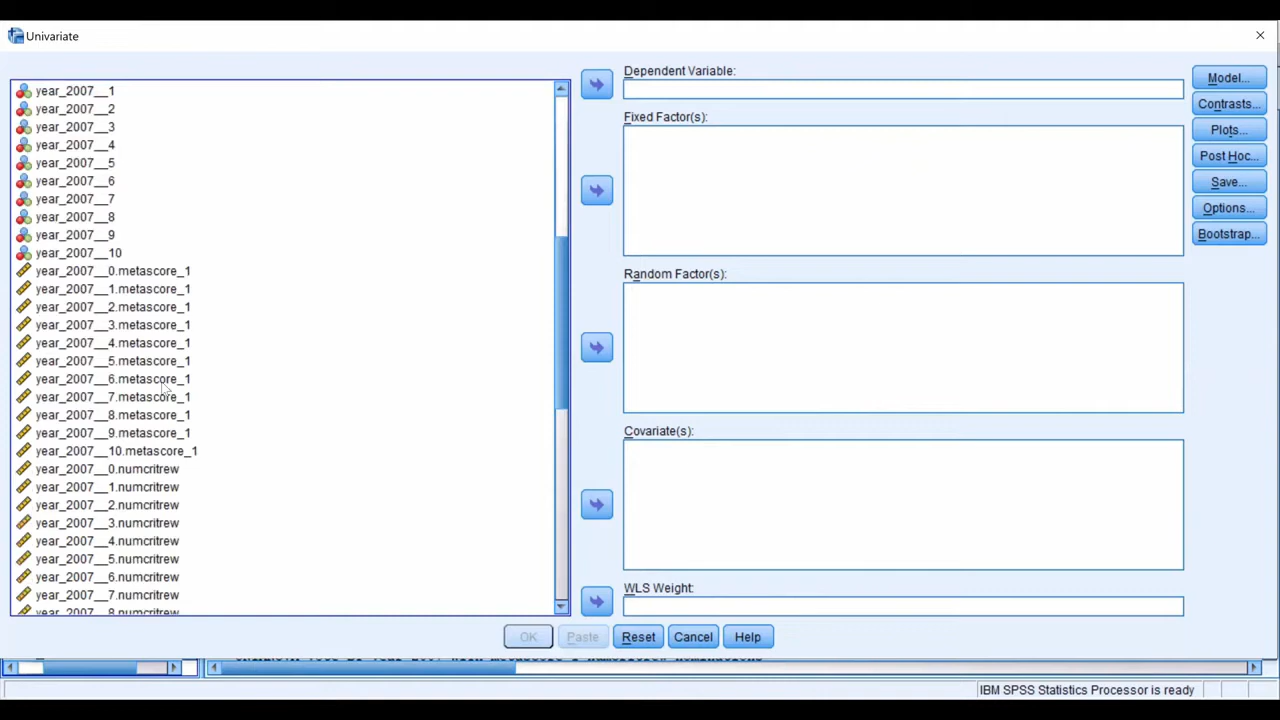 Univariate
year_2007__1
year_2007__2
year_2007__3
year_2007__4
year_2007__5
year_2007__6
year_2007__7
year_2007__8
year_2007__9
year_2007__10
year_2007__0.metascore_1
year_2007__1.metascore_1
year_2007__2.metascore_1
year_2007__3.metascore_1
year_2007__4.metascore_1
year_2007__5.metascore_1
year_2007__6.metascore_1
year_2007__7.metascore_1
year_2007__8.metascore_1
year_2007__9.metascore_1
year_2007__10.metascore_1
year_2007__0.numcritrew
year_2007__1.numcritrew
year_2007__2.numcritrew
year_2007__3.numcritrew
year_2007__4.numcritrew
year_2007__5.numcritrew
year_2007__6.numcritrew
year_2007__7.numcritrew
year_2007__8.numcritrew
Dependent Variable:
Fixed Factor(s):
Random Factor(s):
Covariate(s):
WLS Weight:
Model...
Contrasts...
Plots...
Post Hoc...
Save...
Options...
Bootstrap...
OK Paste Reset Cancel Help
IBM SPSS Statistics Processor is ready